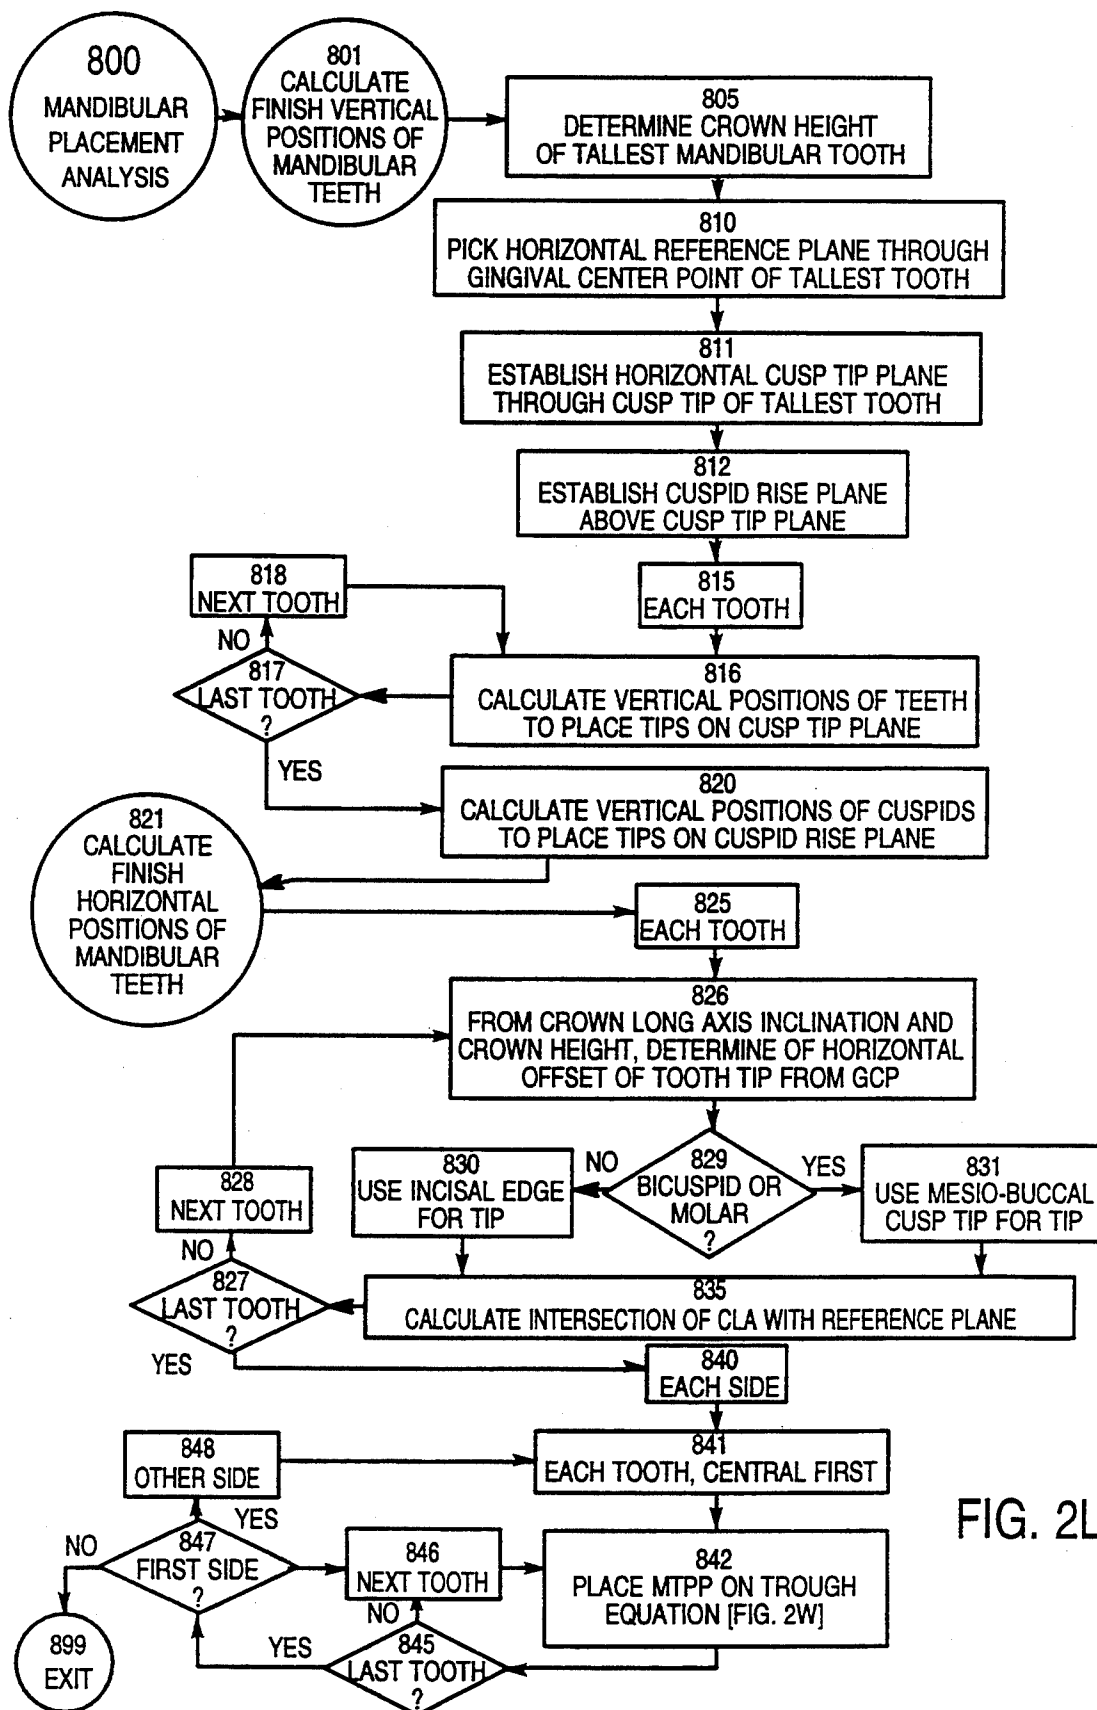 800
MANDIBULAR
PLACEMENT
ANALYSIS
801
CALCULATE
FINISH VERTICAL
POSITIONS OF
MANDIBULAR
TEETH
805
DETERMINE CROWN HEIGHT
OF TALLEST MANDIBULAR TOOTH
810
PICK HORIZONTAL REFERENCE PLANE THROUGH
GINGIVAL CENTER POINT OF TALLEST TOOTH
811
ESTABLISH HORIZONTAL CUSP TIP PLANE
THROUGH CUSP TIP OF TALLEST TOOTH
812
ESTABLISH CUSPID RISE PLANE
ABOVE CUSP TIP PLANE
815
EACH TOOTH
818
NEXT TOOTH
NO
817
LAST TOOTH
?
YES
816
CALCULATE VERTICAL POSITIONS OF TEETH
TO PLACE TIPS ON CUSP TIP PLANE
820
CALCULATE VERTICAL POSITIONS OF CUSPIDS
TO PLACE TIPS ON CUSPID RISE PLANE
821
CALCULATE
FINISH
HORIZONTAL
POSITIONS OF
MANDIBULAR
TEETH
825
EACH TOOTH
826
FROM CROWN LONG AXIS INCLINATION AND
CROWN HEIGHT, DETERMINE OF HORIZONTAL
OFFSET OF TOOTH TIP FROM GCP
829
BICUSPID OR
MOLAR
?
NO
YES
830
USE INCISAL EDGE
FOR TIP
831
USE MESIO-BUCCAL
CUSP TIP FOR TIP
828
NEXT TOOTH
NO
827
LAST TOOTH
?
YES
835
CALCULATE INTERSECTION OF CLA WITH REFERENCE PLANE
840
EACH SIDE
841
EACH TOOTH, CENTRAL FIRST
848
OTHER SIDE
YES
NO
847
FIRST SIDE
?
846
NEXT TOOTH
NO
842
PLACE MTPP ON TROUGH
EQUATION [FIG. 2W]
YES
845
LAST TOOTH
?
899
EXIT
FIG. 2L